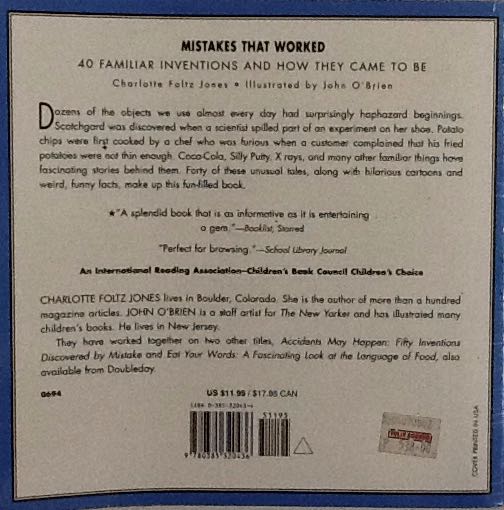 MISTAKES THAT WORKED
40 FAMILIAR INVENTIONS AND HOW THEY CAME TO BE
Charlotte Foltz Jones • Illustrated by John O'Brien
Dozens of the objects we use almost every day had surprisingly haphazard beginnings.
Scotchgard was discovered when a scientist spilled part of an experiment on her shoe. Potato
chips were first cooked by a chef who was furious when a customer complained that his fried
potatoes were not thin enough. Coca-Cola, Silly Putty, X rays, and many other familiar things have
fascinating stories behind them. Forty of these unusual tales, along with hilarious cartoons and
weird, funny facts, make up this fun-filled book.
★"A splendid book that is as informative as it is entertaining
a gem."—Booklist, Starred
"Perfect for browsing."—School Library Journal
An International Reading Association–Children's Book Council Children's Choice
CHARLOTTE FOLTZ JONES lives in Boulder, Colorado. She is the author of more than a hundred
magazine articles. JOHN O'BRIEN is a staff artist for The New Yorker and has illustrated many
children's books. He lives in New Jersey.
They have worked together on two other titles, Accidents May Happen: Fifty Inventions
Discovered by Mistake and Eat Your Words: A Fascinating Look at the Language of Food, also
available from Doubleday.
0694
US $11.95 / $17.95 CAN
ISBN 0-385-32043-4
51195
9 780385 320436
COVER PRINTED IN USA